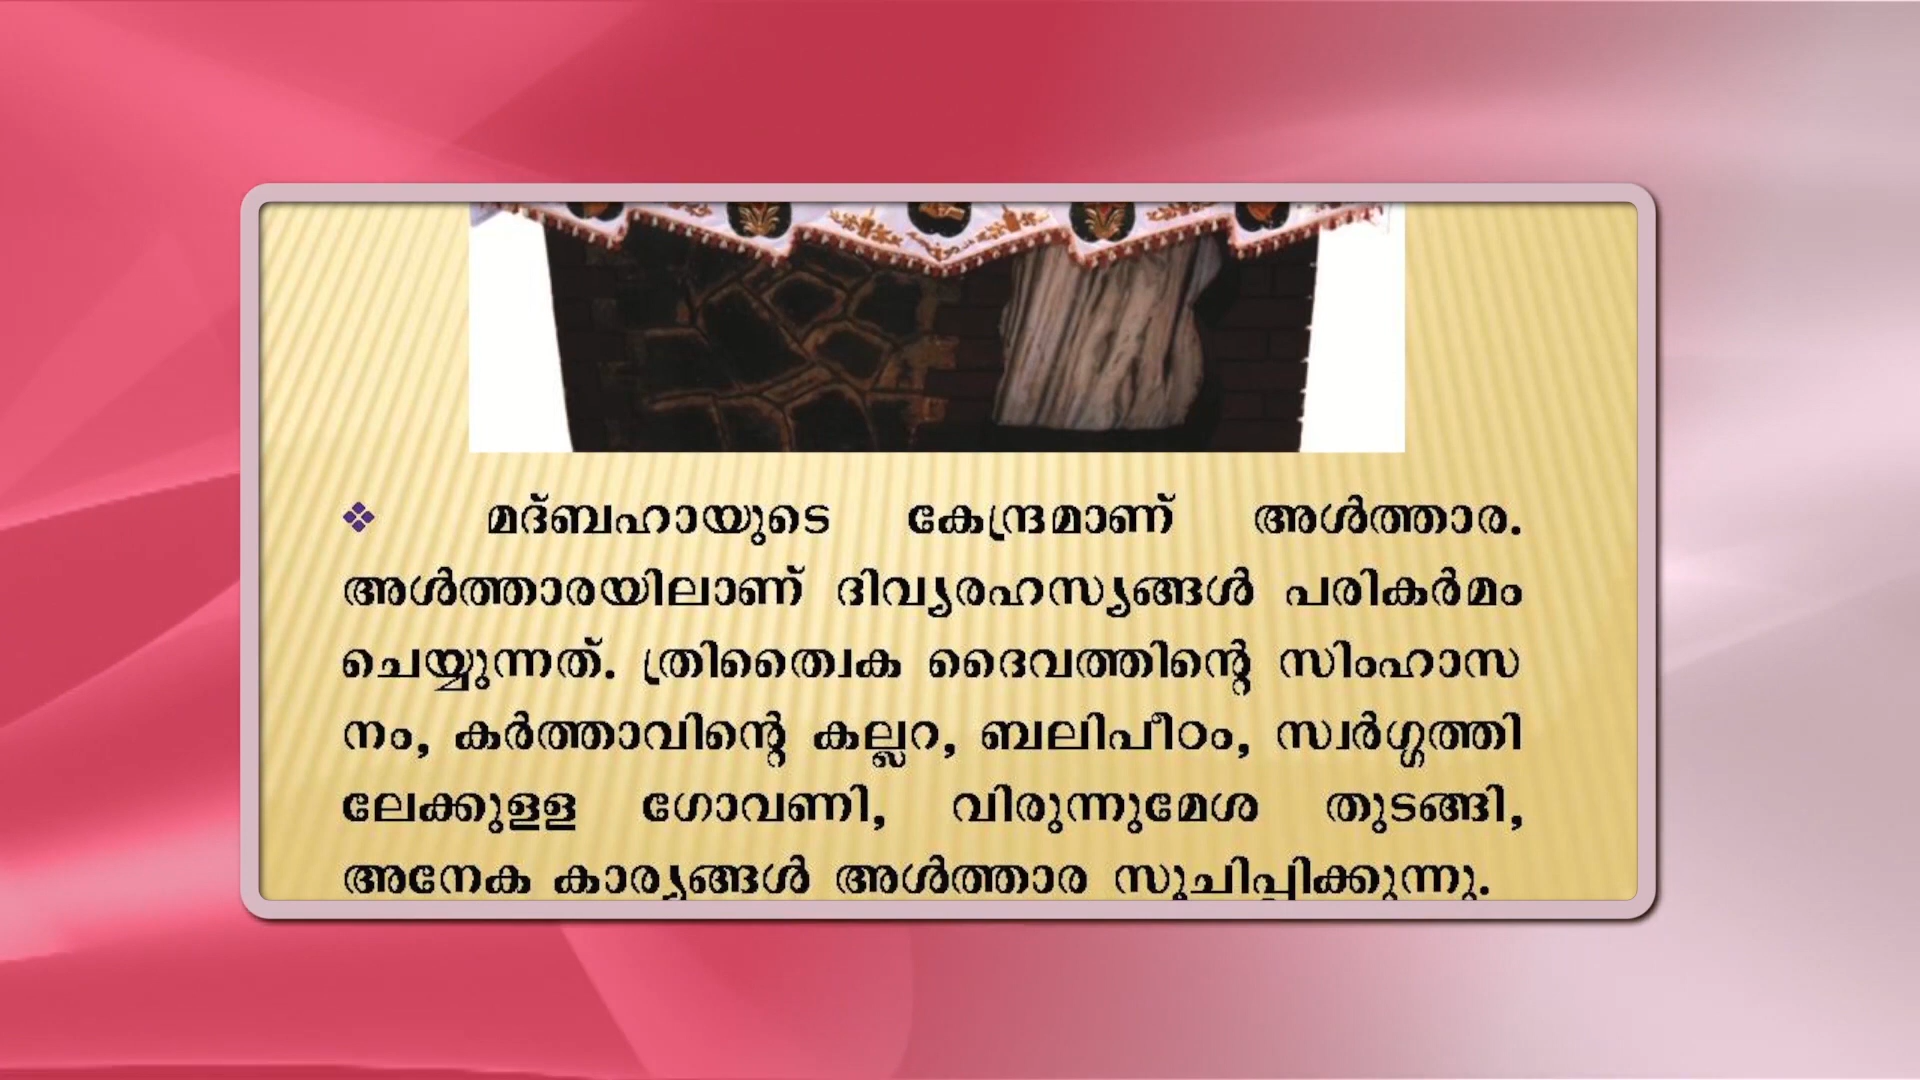 മദ്ബഹായുടെ കേന്ദ്രമാണ് അൾത്താര.
അൾത്താരയിലാണ് ദിവ്യരഹസ്യങ്ങൾ പരികർമം
ചെയ്യുന്നത്. ത്രിത്വൈക ദൈവത്തിന്റെ സിംഹാസ
നം, കർത്താവിന്റെ കല്ലറ, ബലിപീഠം, സ്വർഗ്ഗത്തി
ലേക്കുളള ഗോവണി, വിരുന്നുമേശ തുടങ്ങി,
അനേക കാര്യങ്ങൾ അൾത്താര സൂചിപ്പിക്കുന്നു.